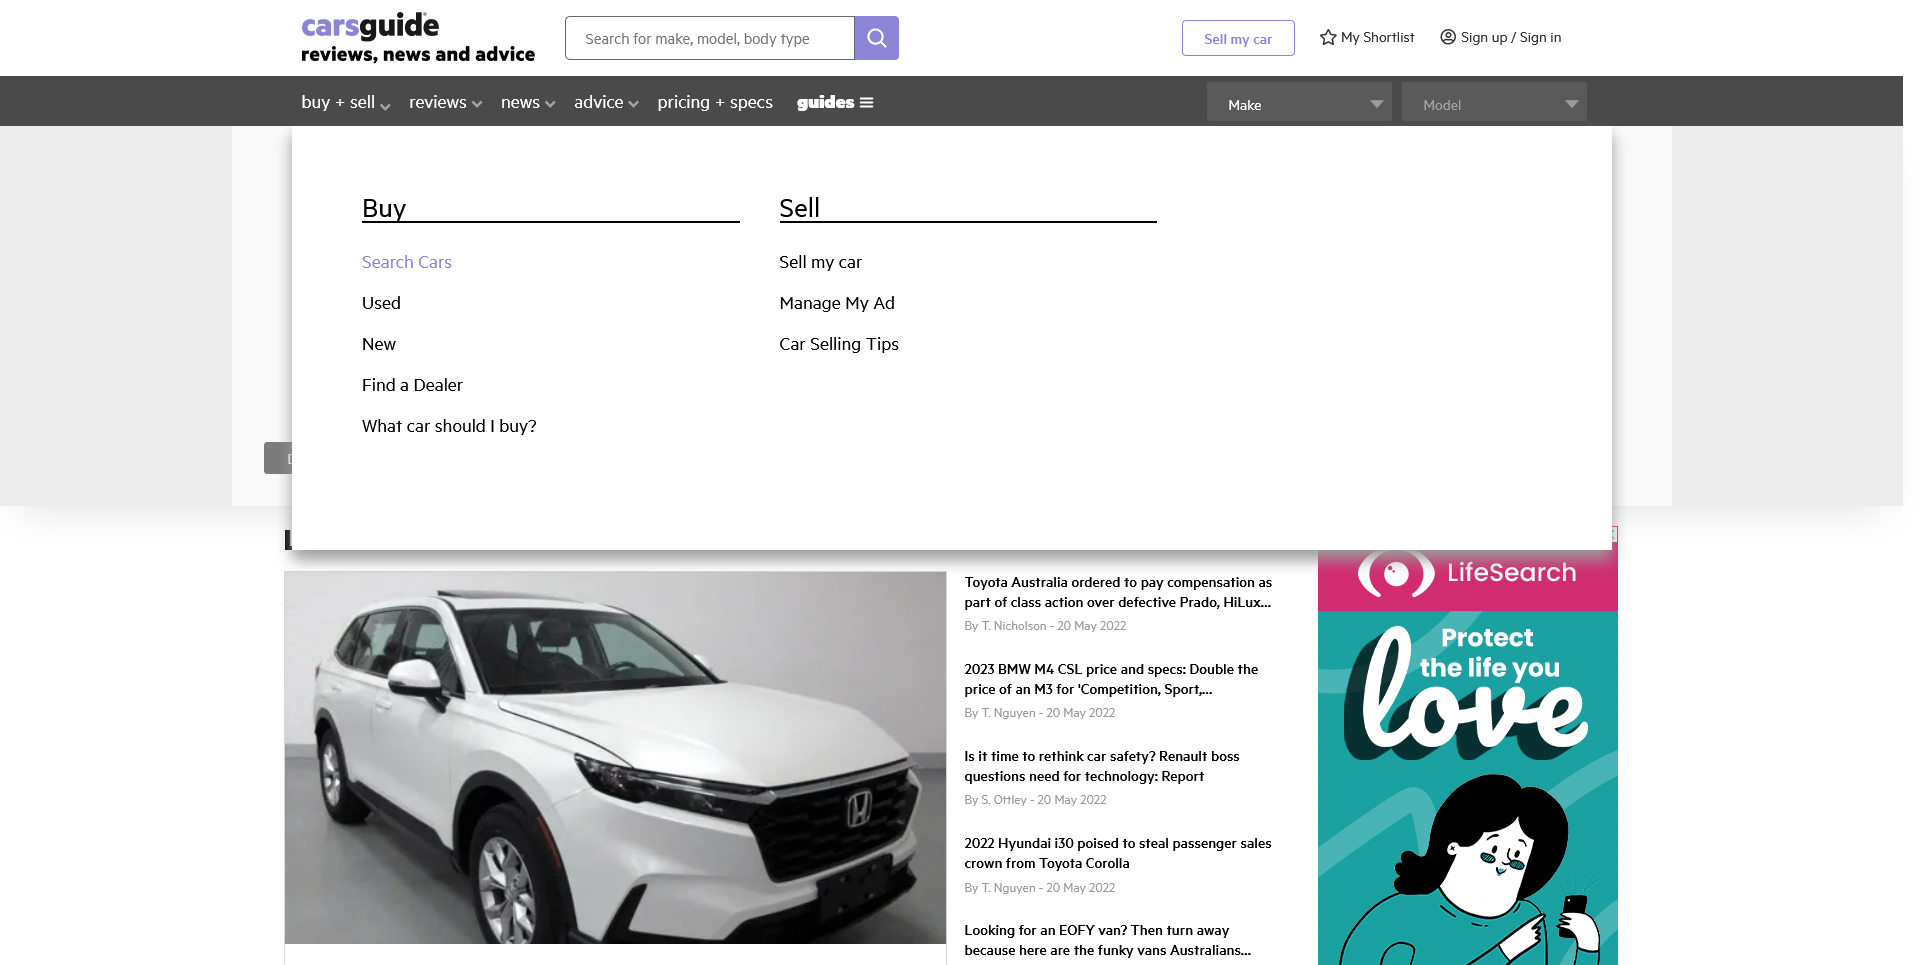 carsguide
reviews, news and advice
Search for make, model, body type
Sell my car
My Shortlist
Sign up / Sign in
buy + sell
reviews
news
advice
pricing + specs
guides
Make
Model
Buy
Search Cars
Used
New
Find a Dealer
What car should I buy?
Sell
Sell my car
Manage My Ad
Car Selling Tips
Toyota Australia ordered to pay compensation as
part of class action over defective Prado, HiLux...
By T. Nicholson - 20 May 2022
2023 BMW M4 CSL price and specs: Double the
price of an M3 for 'Competition, Sport,...
By T. Nguyen - 20 May 2022
Is it time to rethink car safety? Renault boss
questions need for technology: Report
By S. Ottley - 20 May 2022
2022 Hyundai i30 poised to steal passenger sales
crown from Toyota Corolla
By T. Nguyen - 20 May 2022
Looking for an EOFY van? Then turn away
because here are the funky vans Australians...
LifeSearch
Protect
the life you
love